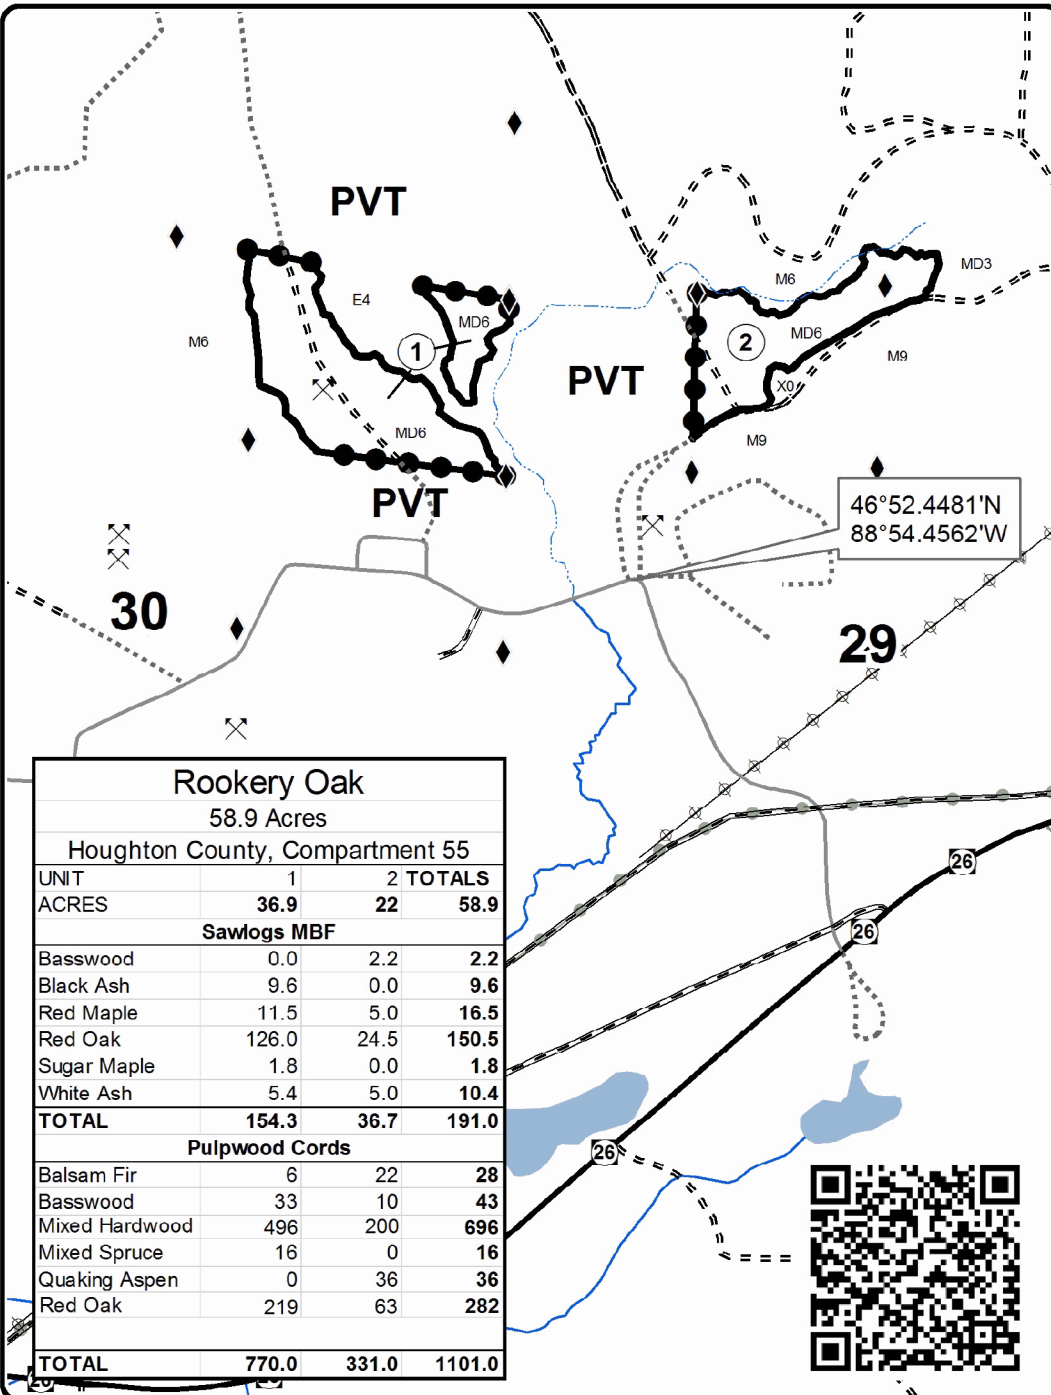 PVT
E4
M6
MD6
1
MD6
PVT
PVT
M6
MD3
MD6
2
M9
X0
M9
46°52.4481'N
88°54.4562'W
30
29
26
26
26
Rookery Oak
58.9 Acres
Houghton County, Compartment 55
UNIT 1 2 TOTALS
ACRES 36.9 22 58.9
Sawlogs MBF
Basswood 0.0 2.2 2.2
Black Ash 9.6 0.0 9.6
Red Maple 11.5 5.0 16.5
Red Oak 126.0 24.5 150.5
Sugar Maple 1.8 0.0 1.8
White Ash 5.4 5.0 10.4
TOTAL 154.3 36.7 191.0
Pulpwood Cords
Balsam Fir 6 22 28
Basswood 33 10 43
Mixed Hardwood 496 200 696
Mixed Spruce 16 0 16
Quaking Aspen 0 36 36
Red Oak 219 63 282
TOTAL 770.0 331.0 1101.0